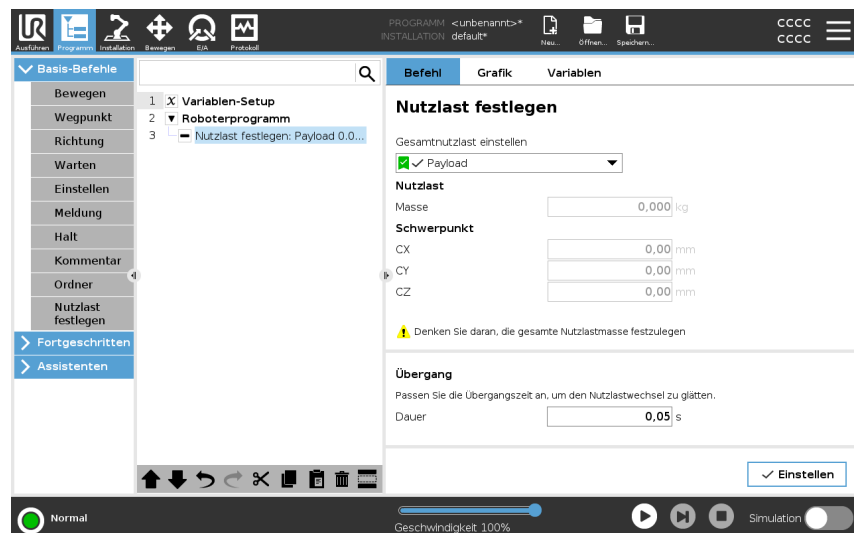 PROGRAMM <unbenannt>*
INSTALLATION default*
UR
Ausführen
Programm
Installation
Bewegen
E/A
Protokoll
Neu...
Öffnen...
Speichern...
CCCC
CCCC
Basis-Befehle
Bewegen
Wegpunkt
Richtung
Warten
Einstellen
Meldung
Halt
Kommentar
Ordner
Nutzlast
festlegen
Fortgeschritten
Assistenten
1 X Variablen-Setup
2 Roboterprogramm
3 Nutzlast festlegen: Payload 0.0...
Befehl
Grafik
Variablen
Nutzlast festlegen
Gesamtnutzlast einstellen
Payload
Nutzlast
Masse 0,000 kg
Schwerpunkt
CX 0,00 mm
CY 0,00 mm
CZ 0,00 mm
Denken Sie daran, die gesamte Nutzlastmasse festzulegen
Übergang
Passen Sie die Übergangszeit an, um den Nutzlastwechsel zu glätten.
Dauer 0,05 s
Einstellen
Normal
Geschwindigkeit 100%
Simulation